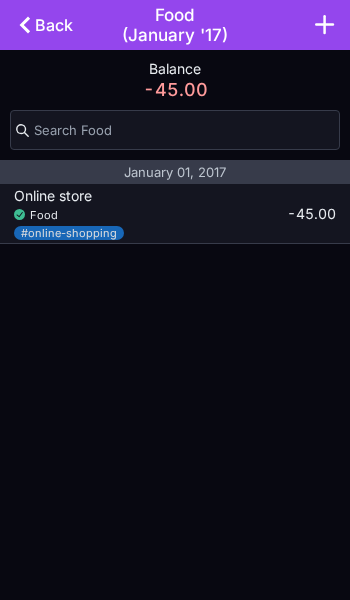 Back
Food
(January '17)
Balance
-45.00
Search Food
January 01, 2017
Online store
Food
-45.00
#online-shopping